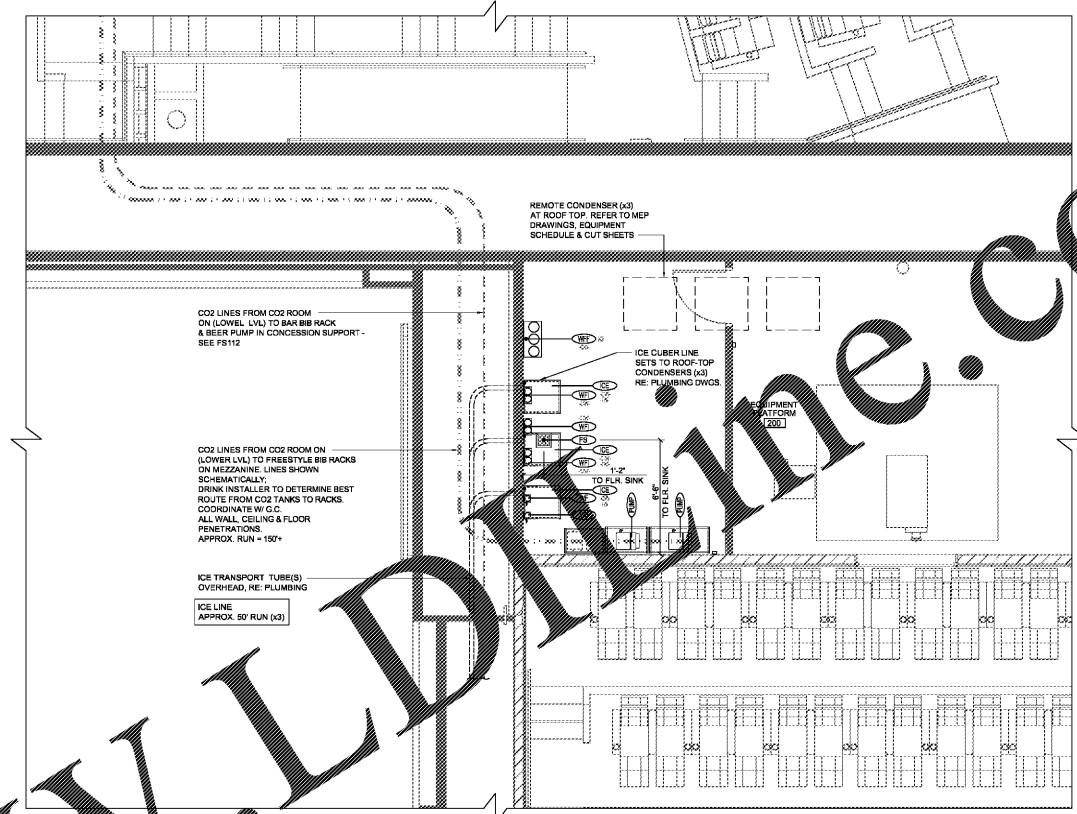 REMOTE CONDENSER (x3)
AT ROOF TOP. REFER TO MEP
DRAWINGS, EQUIPMENT
SCHEDULE & CUT SHEETS
CO2 LINES FROM CO2 ROOM
ON (LOWEL LVL) TO BAR BIB RACK
& BEER PUMP IN CONCESSION SUPPORT -
SEE FS112
WFF
ICE CUBER LINE
SETS TO ROOF-TOP
CONDENSERS (x3)
RE: PLUMBING DWGS.
ICE
WFI
EQUIPMENT
PLATFORM
200
WFI
FS
ICE
WFI
1'-2"
TO FLR. SINK
6'-6"
TO FLR. SINK
ICE
PUMP
PUMP
CO2 LINES FROM CO2 ROOM ON
(LOWER LVL) TO FREESTYLE BIB RACKS
ON MEZZANINE. LINES SHOWN
SCHEMATICALLY;
DRINK INSTALLER TO DETERMINE BEST
ROUTE FROM CO2 TANKS TO RACKS.
COORDINATE W/ G.C.
ALL WALL, CEILING & FLOOR
PENETRATIONS.
APPROX. RUN = 150'+
ICE TRANSPORT TUBE(S)
OVERHEAD, RE: PLUMBING
ICE LINE
APPROX. 50' RUN (x3)
Y.LDILine.co